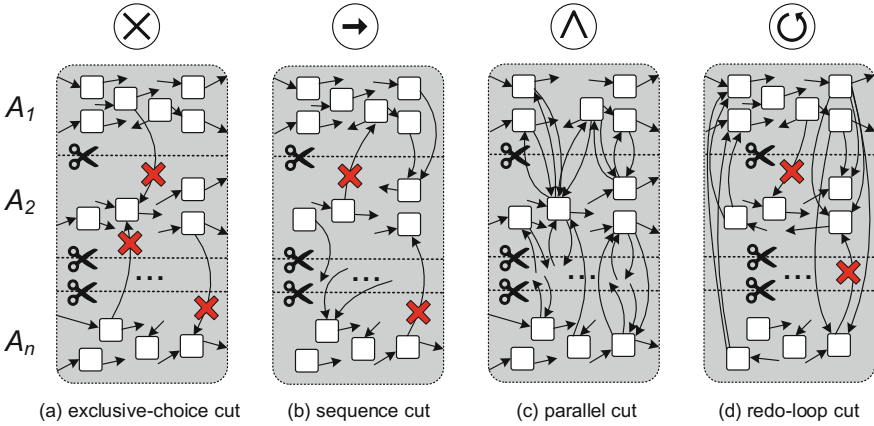 A1
A2
...
...
...
...
An
(a) exclusive-choice cut
(b) sequence cut
(c) parallel cut
(d) redo-loop cut